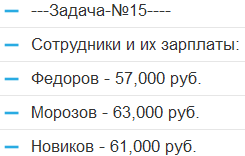 ---Задача-№15----
Сотрудники и их зарплаты:
Федоров - 57,000 руб.
Морозов - 63,000 руб.
Новиков - 61,000 руб.